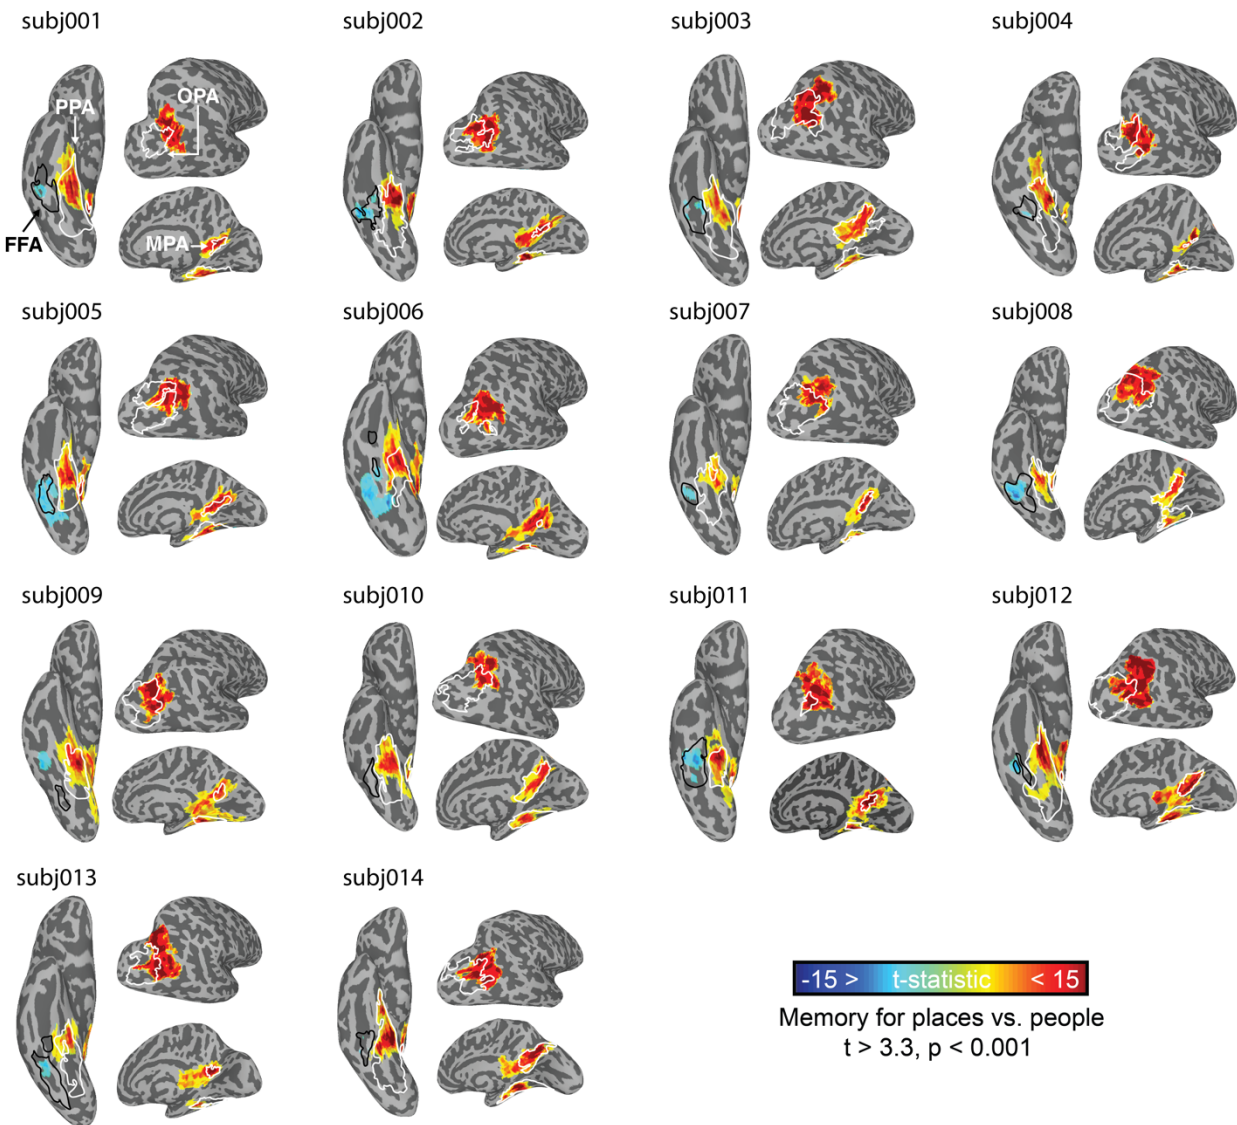 subj001
subj002
subj003
subj004
PPA
OPA
FFA
MPA
subj005
subj006
subj007
subj008
subj009
subj010
subj011
subj012
subj013
subj014
-15 > t-statistic < 15
Memory for places vs. people
t > 3.3, p < 0.001